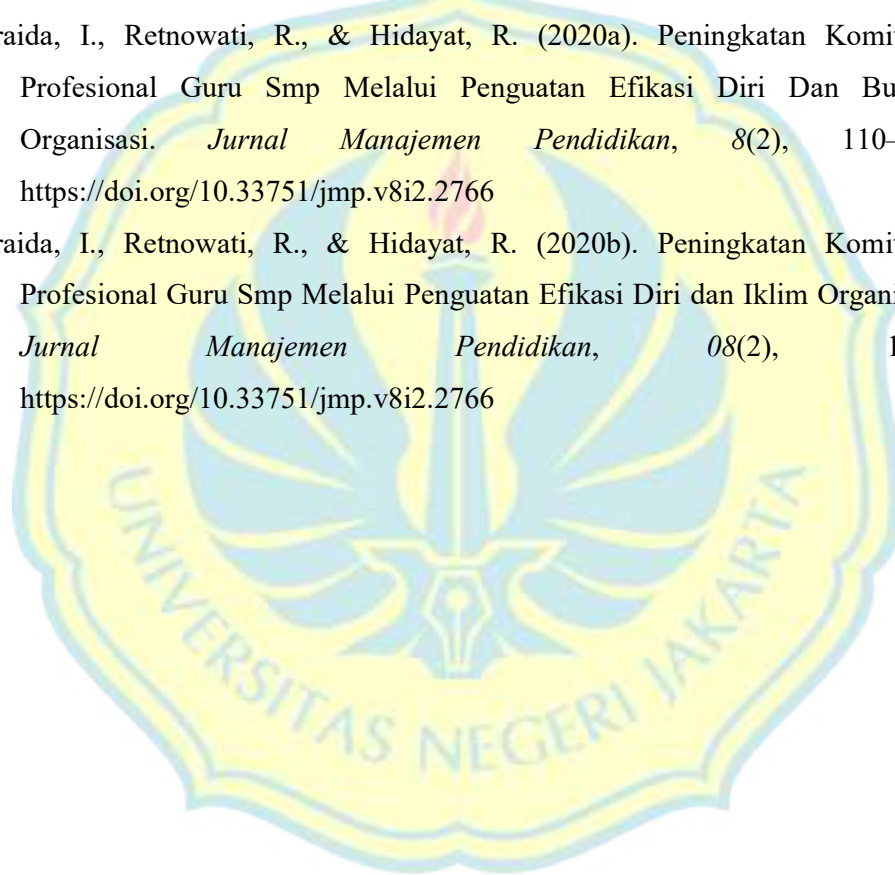 raida, I., Retnowati, R., & Hidayat, R. (2020a). Peningkatan Komi
Profesional Guru Smp Melalui Penguatan Efikasi Diri Dan Bu
Organisasi. Jurnal Manajemen Pendidikan, 8(2), 110–
https://doi.org/10.33751/jmp.v8i2.2766
raida, I., Retnowati, R., & Hidayat, R. (2020b). Peningkatan Komi
Profesional Guru Smp Melalui Penguatan Efikasi Diri dan Iklim Organi
Jurnal Manajemen Pendidikan, 08(2), 1
https://doi.org/10.33751/jmp.v8i2.2766
UNIVERSITAS NEGERI JAKARTA